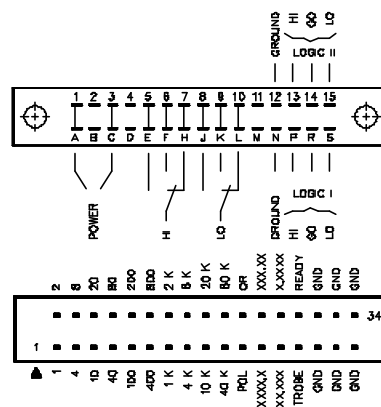 GROUND HI GO LO
LOGIC II
1 2 3 4 5 6 7 8 9 10 11 12 13 14 15
A B C D E F H J K L M N P R S
POWER HI LO GROUND HI GO LO
LOGIC I
2 8 20 80 200 800 2 K 8 K 20 K 80 K OR XXX.XX X.XXXX READY GND GND GND
34
1
1 4 10 40 100 400 1 K 4 K 10 K 40 K POL XXXX.X XX.XXX TROBE GND GND GND